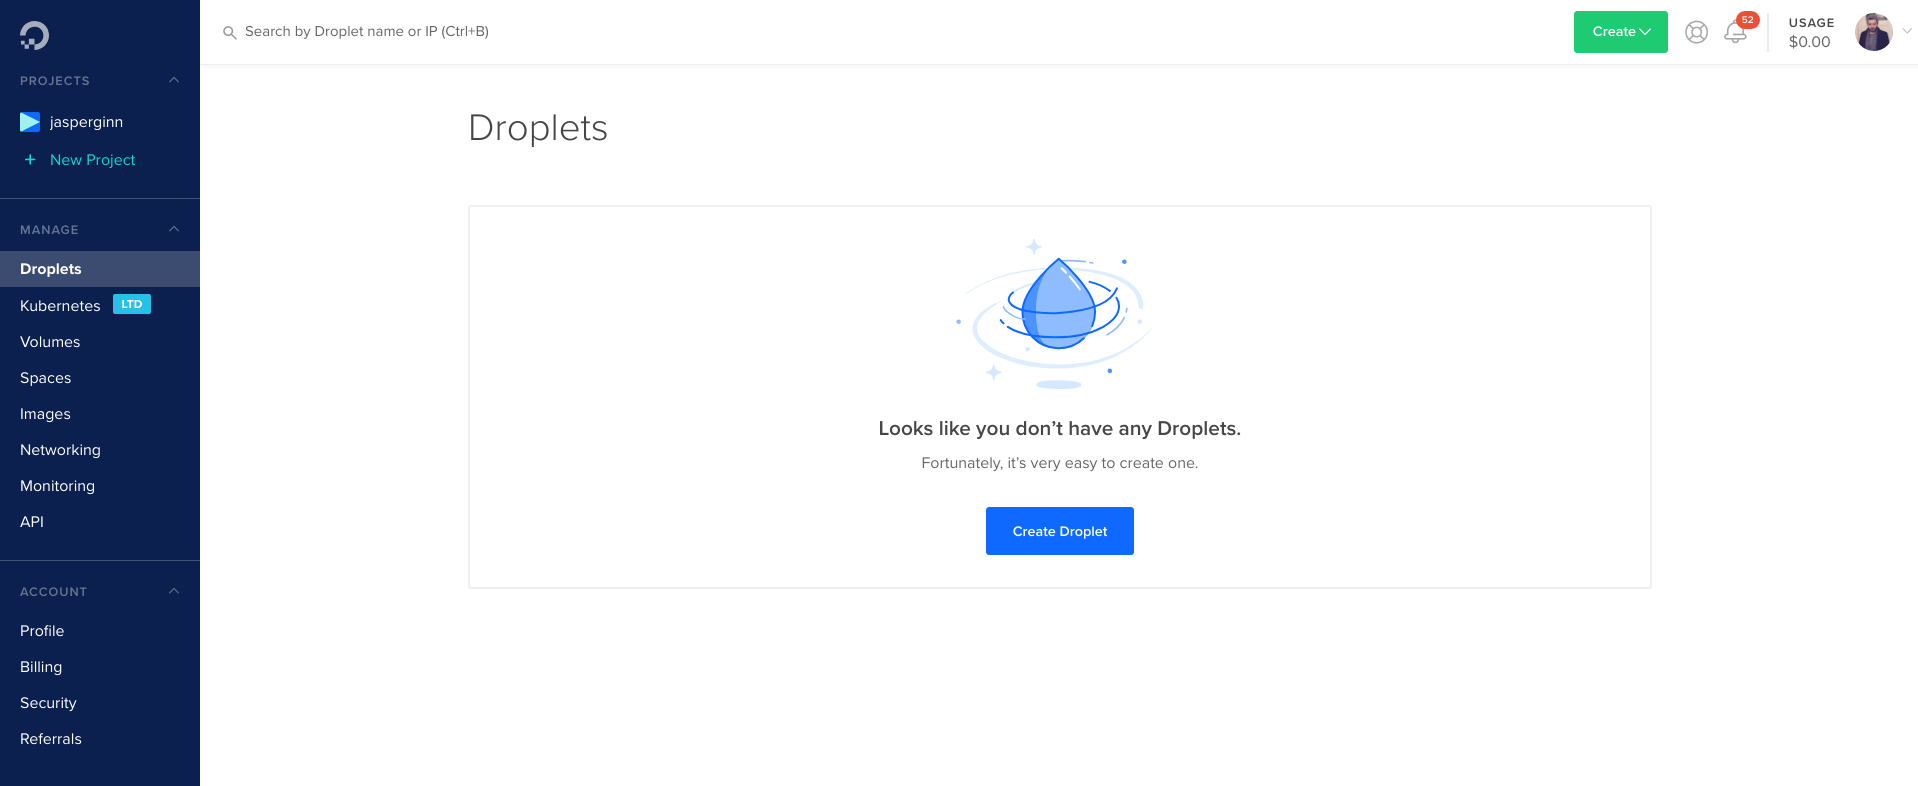 PROJECTS
jasperginn
+ New Project
MANAGE
Droplets
Kubernetes LTD
Volumes
Spaces
Images
Networking
Monitoring
API
ACCOUNT
Profile
Billing
Security
Referrals
Search by Droplet name or IP (Ctrl+B)
Create
52
USAGE
$0.00
Droplets
Looks like you don’t have any Droplets.
Fortunately, it’s very easy to create one.
Create Droplet